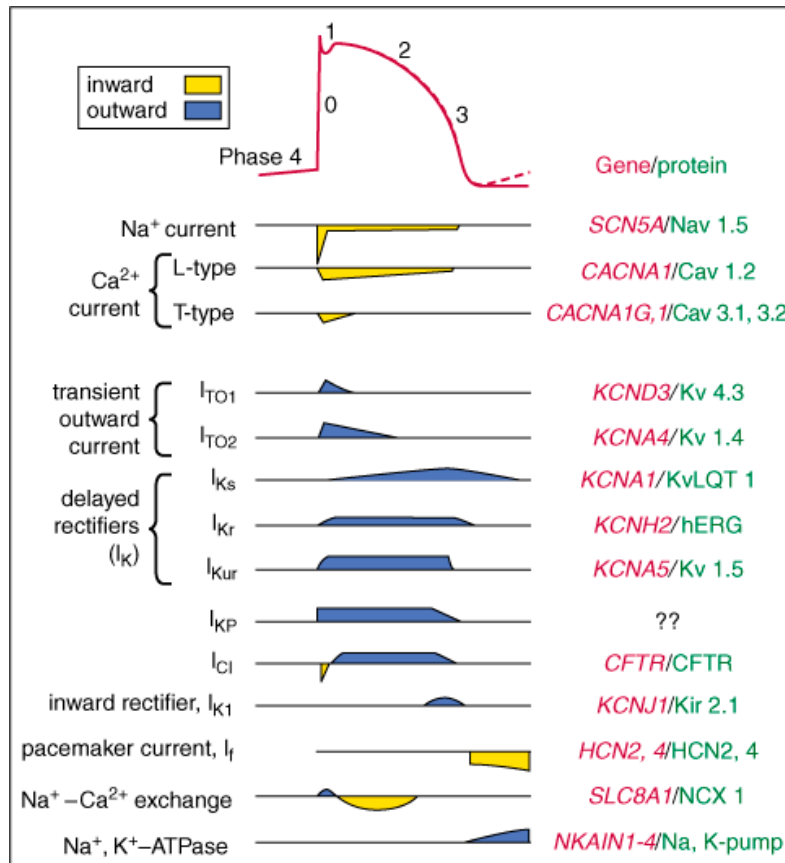 1
2
inward
outward
0
3
Phase 4
Gene/protein
Na⁺ current
SCN5A/Nav 1.5
Ca²⁺ current
L-type
CACNA1/Cav 1.2
T-type
CACNA1G,1/Cav 3.1, 3.2
transient
outward
current
I_TO1
KCND3/Kv 4.3
I_TO2
KCNA4/Kv 1.4
delayed
rectifiers
(I_K)
I_Ks
KCNA1/KvLQT 1
I_Kr
KCNH2/hERG
I_Kur
KCNA5/Kv 1.5
I_KP
??
I_Cl
CFTR/CFTR
inward rectifier, I_K1
KCNJ1/Kir 2.1
pacemaker current, I_f
HCN2, 4/HCN2, 4
Na⁺–Ca²⁺ exchange
SLC8A1/NCX 1
Na⁺, K⁺–ATPase
NKAIN1-4/Na, K-pump